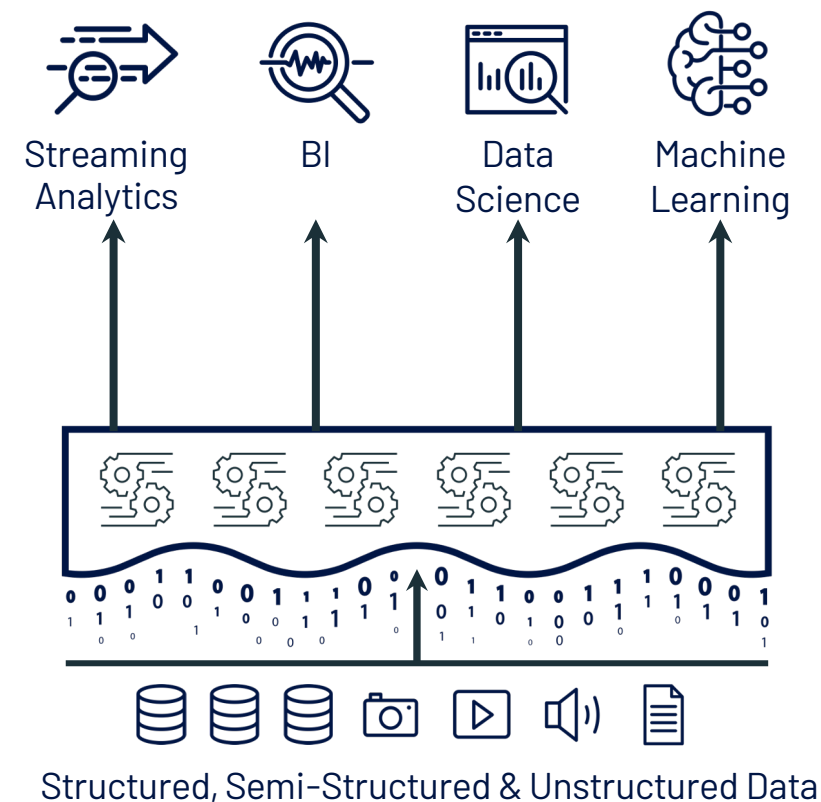 Streaming
Analytics
BI
Data
Science
Machine
Learning
Structured, Semi-Structured & Unstructured Data